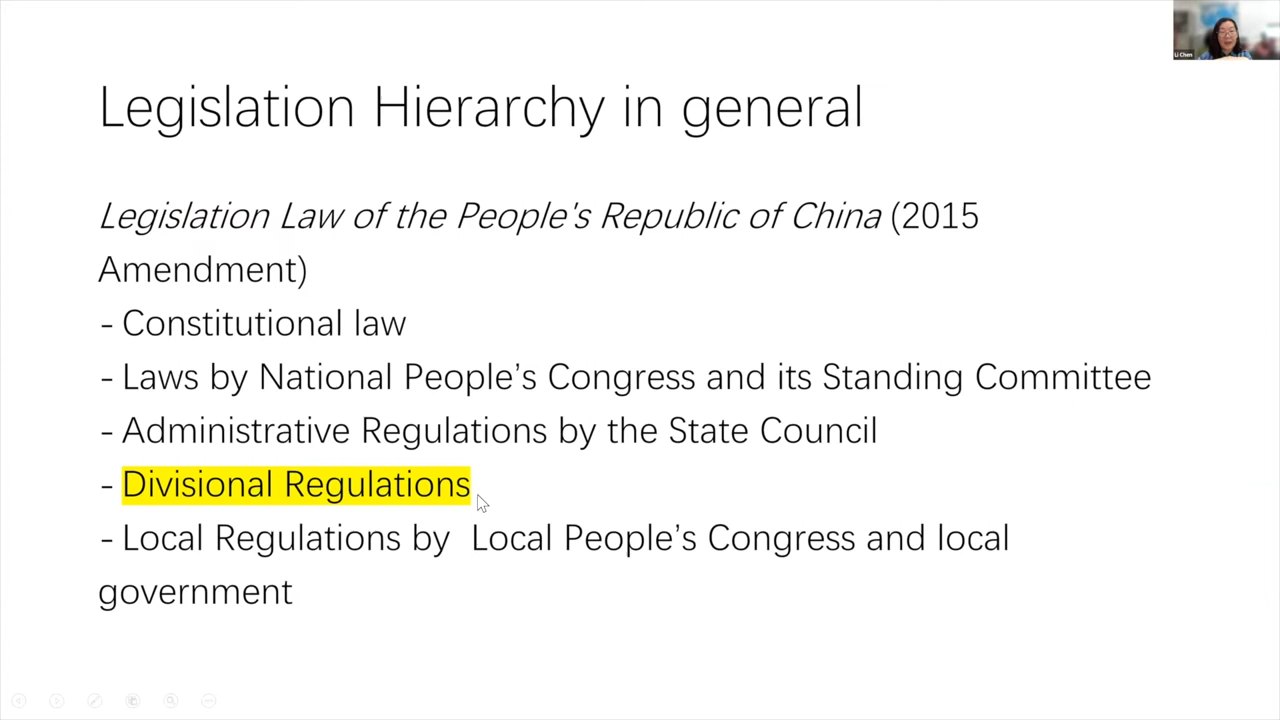 Li Chen
Legislation Hierarchy in general
Legislation Law of the People's Republic of China (2015
Amendment)
- Constitutional law
- Laws by National People’s Congress and its Standing Committee
- Administrative Regulations by the State Council
- Divisional Regulations
- Local Regulations by  Local People’s Congress and local
government